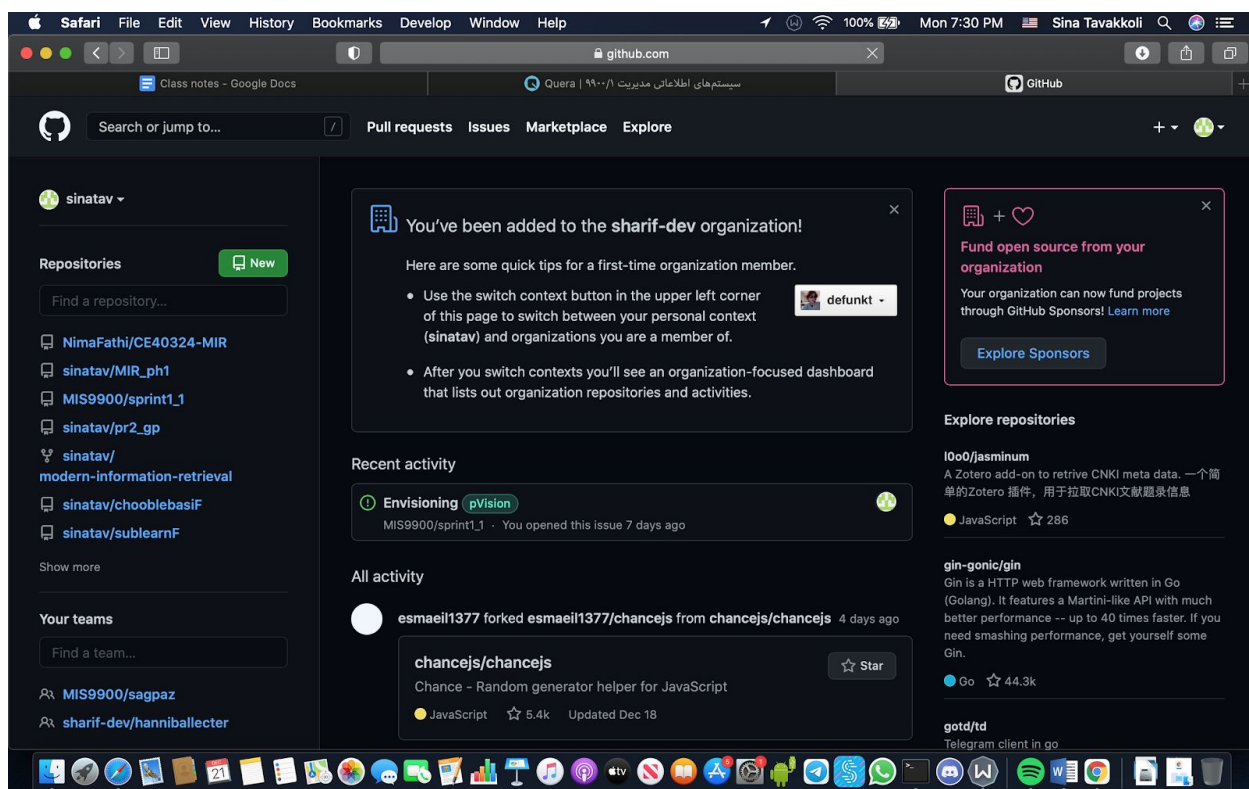 Safari File Edit View History Bookmarks Develop Window Help 100% Mon 7:30 PM Sina Tavakkoli
github.com
Class notes - Google Docs
Quera | سیستم‌های اطلاعاتی مدیریت ۹۹۰۰/۱
GitHub
Search or jump to... /
Pull requests Issues Marketplace Explore
sinatav
Repositories
New
Find a repository...
NimaFathi/CE40324-MIR
sinatav/MIR_ph1
MIS9900/sprint1_1
sinatav/pr2_gp
sinatav/
modern-information-retrieval
sinatav/chooblebasiF
sinatav/sublearnF
Show more
Your teams
Find a team...
MIS9900/sagpaz
sharif-dev/hanniballecter
You've been added to the sharif-dev organization!
Here are some quick tips for a first-time organization member.
Use the switch context button in the upper left corner
of this page to switch between your personal context
(sinatav) and organizations you are a member of.
defunkt
After you switch contexts you'll see an organization-focused dashboard
that lists out organization repositories and activities.
Recent activity
Envisioning pVision
MIS9900/sprint1_1 · You opened this issue 7 days ago
All activity
esmaeil1377 forked esmaeil1377/chancejs from chancejs/chancejs 4 days ago
chancejs/chancejs
Star
Chance - Random generator helper for JavaScript
JavaScript 5.4k Updated Dec 18
Fund open source from your
organization
Your organization can now fund projects
through GitHub Sponsors! Learn more
Explore Sponsors
Explore repositories
l0o0/jasminum
A Zotero add-on to retrive CNKI meta data. 一个简
单的Zotero 插件，用于拉取CNKI文献题录信息
JavaScript 286
gin-gonic/gin
Gin is a HTTP web framework written in Go
(Golang). It features a Martini-like API with much
better performance -- up to 40 times faster. If you
need smashing performance, get yourself some
Gin.
Go 44.3k
gotd/td
Telegram client in go
21
tv